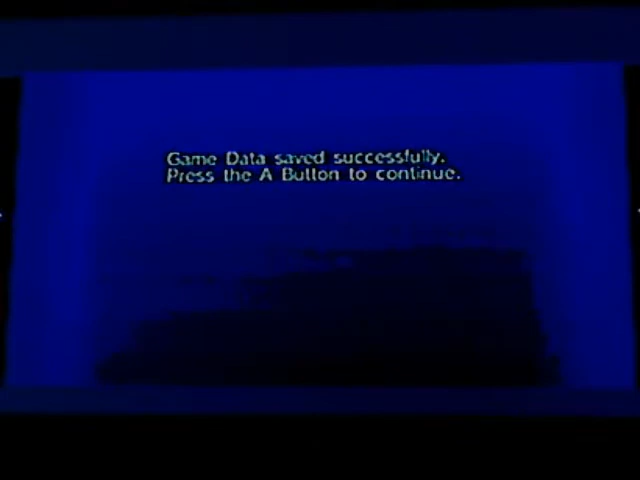 Game Data saved successfully.
Press the A Button to continue.